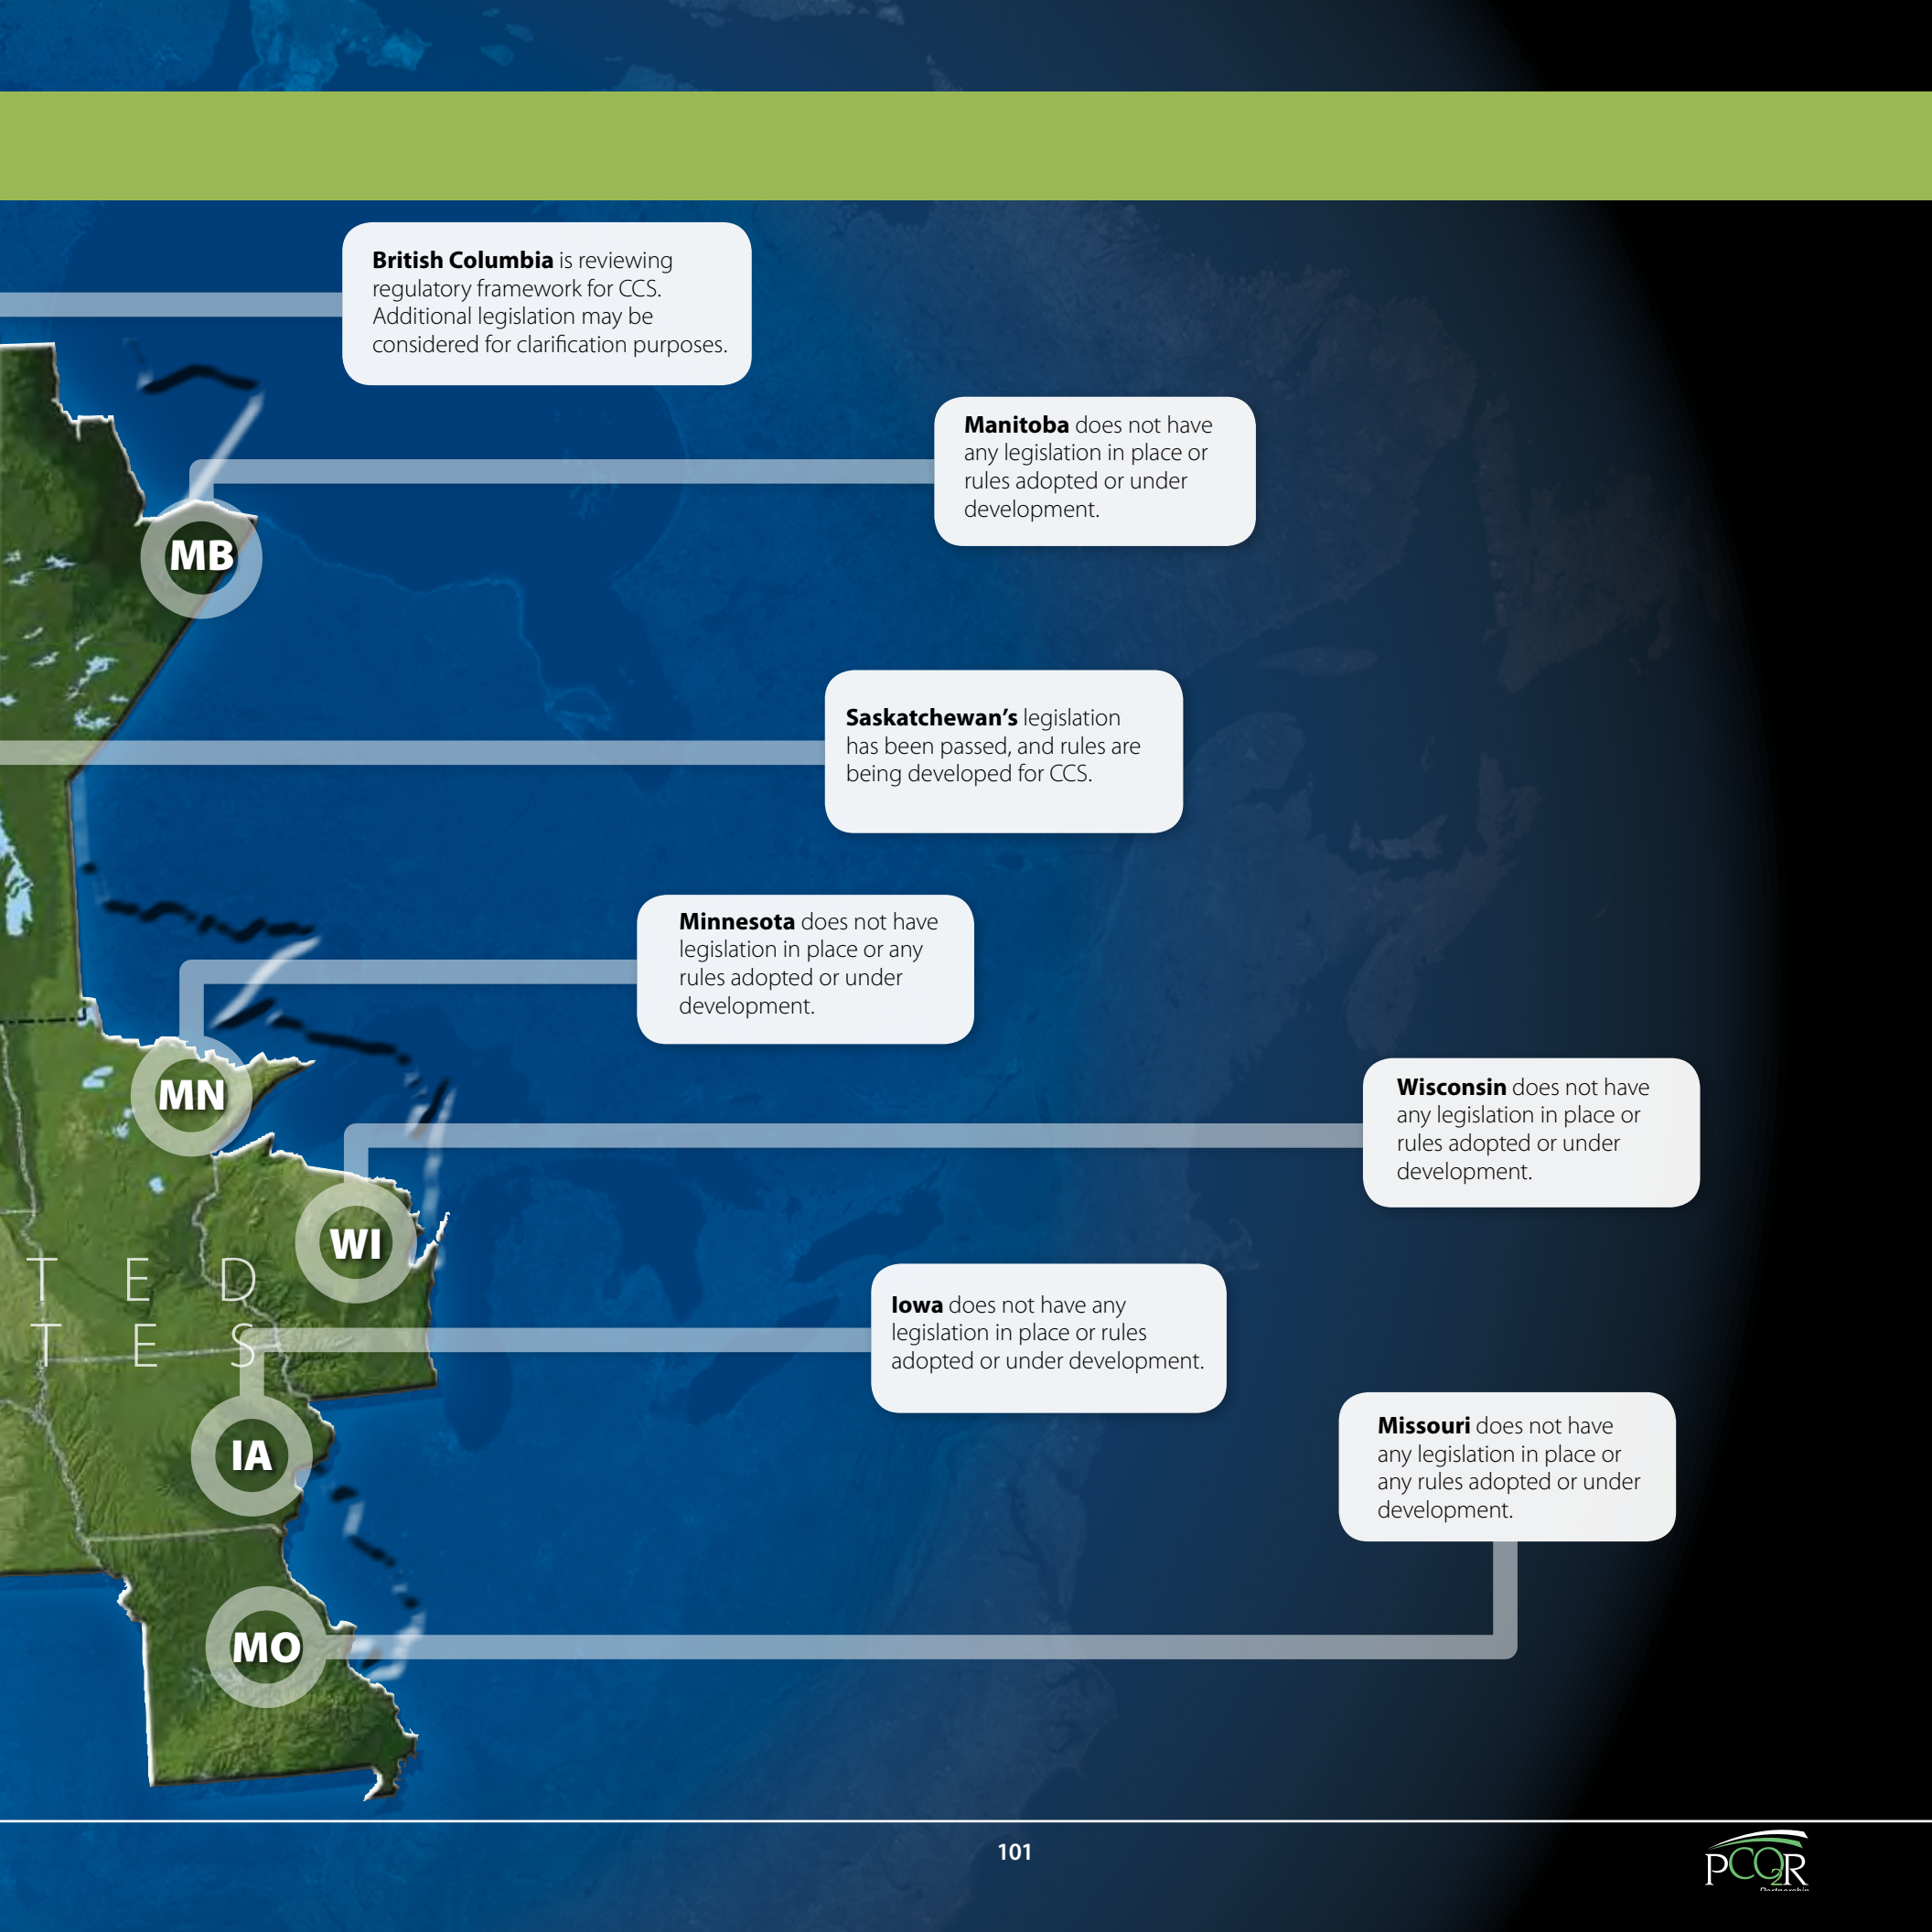 British Columbia is reviewing
regulatory framework for CCS.
Additional legislation may be
considered for clarification purposes.
Manitoba does not have
any legislation in place or
rules adopted or under
development.
MB
Saskatchewan’s legislation
has been passed, and rules are
being developed for CCS.
Minnesota does not have
legislation in place or any
rules adopted or under
development.
MN
Wisconsin does not have
any legislation in place or
rules adopted or under
development.
WI
T E D
T E S
Iowa does not have any
legislation in place or rules
adopted or under development.
IA
Missouri does not have
any legislation in place or
any rules adopted or under
development.
MO
101
PCO2R
Partnership